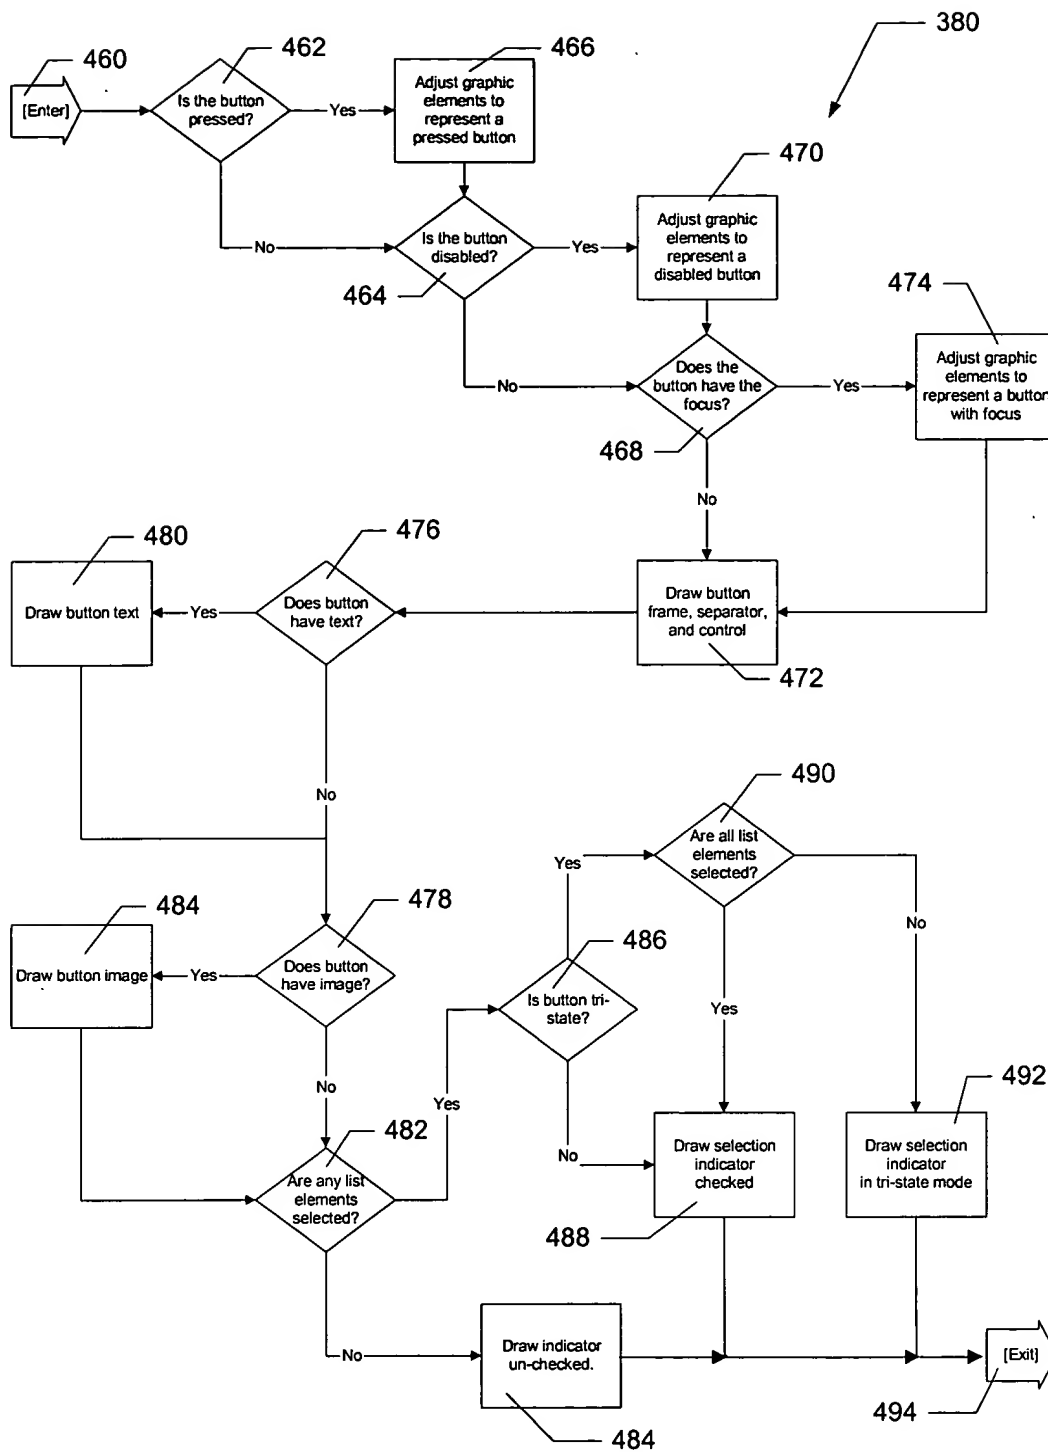 380
460
[Enter]
462
Is the button
pressed?
Yes
No
466
Adjust graphic
elements to
represent a
pressed button
Is the button
disabled?
464
Yes
No
470
Adjust graphic
elements to
represent a
disabled button
Does the
button have the
focus?
468
Yes
No
474
Adjust graphic
elements to
represent a button
with focus
Draw button
frame, separator,
and control
472
476
Does button
have text?
Yes
No
480
Draw button text
478
Does button
have image?
Yes
No
484
Draw button image
482
Are any list
elements
selected?
Yes
No
486
Is button tri-
state?
Yes
No
490
Are all list
elements
selected?
Yes
No
Draw selection
indicator
checked
488
492
Draw selection
indicator
in tri-state mode
Draw indicator
un-checked.
484
[Exit]
494